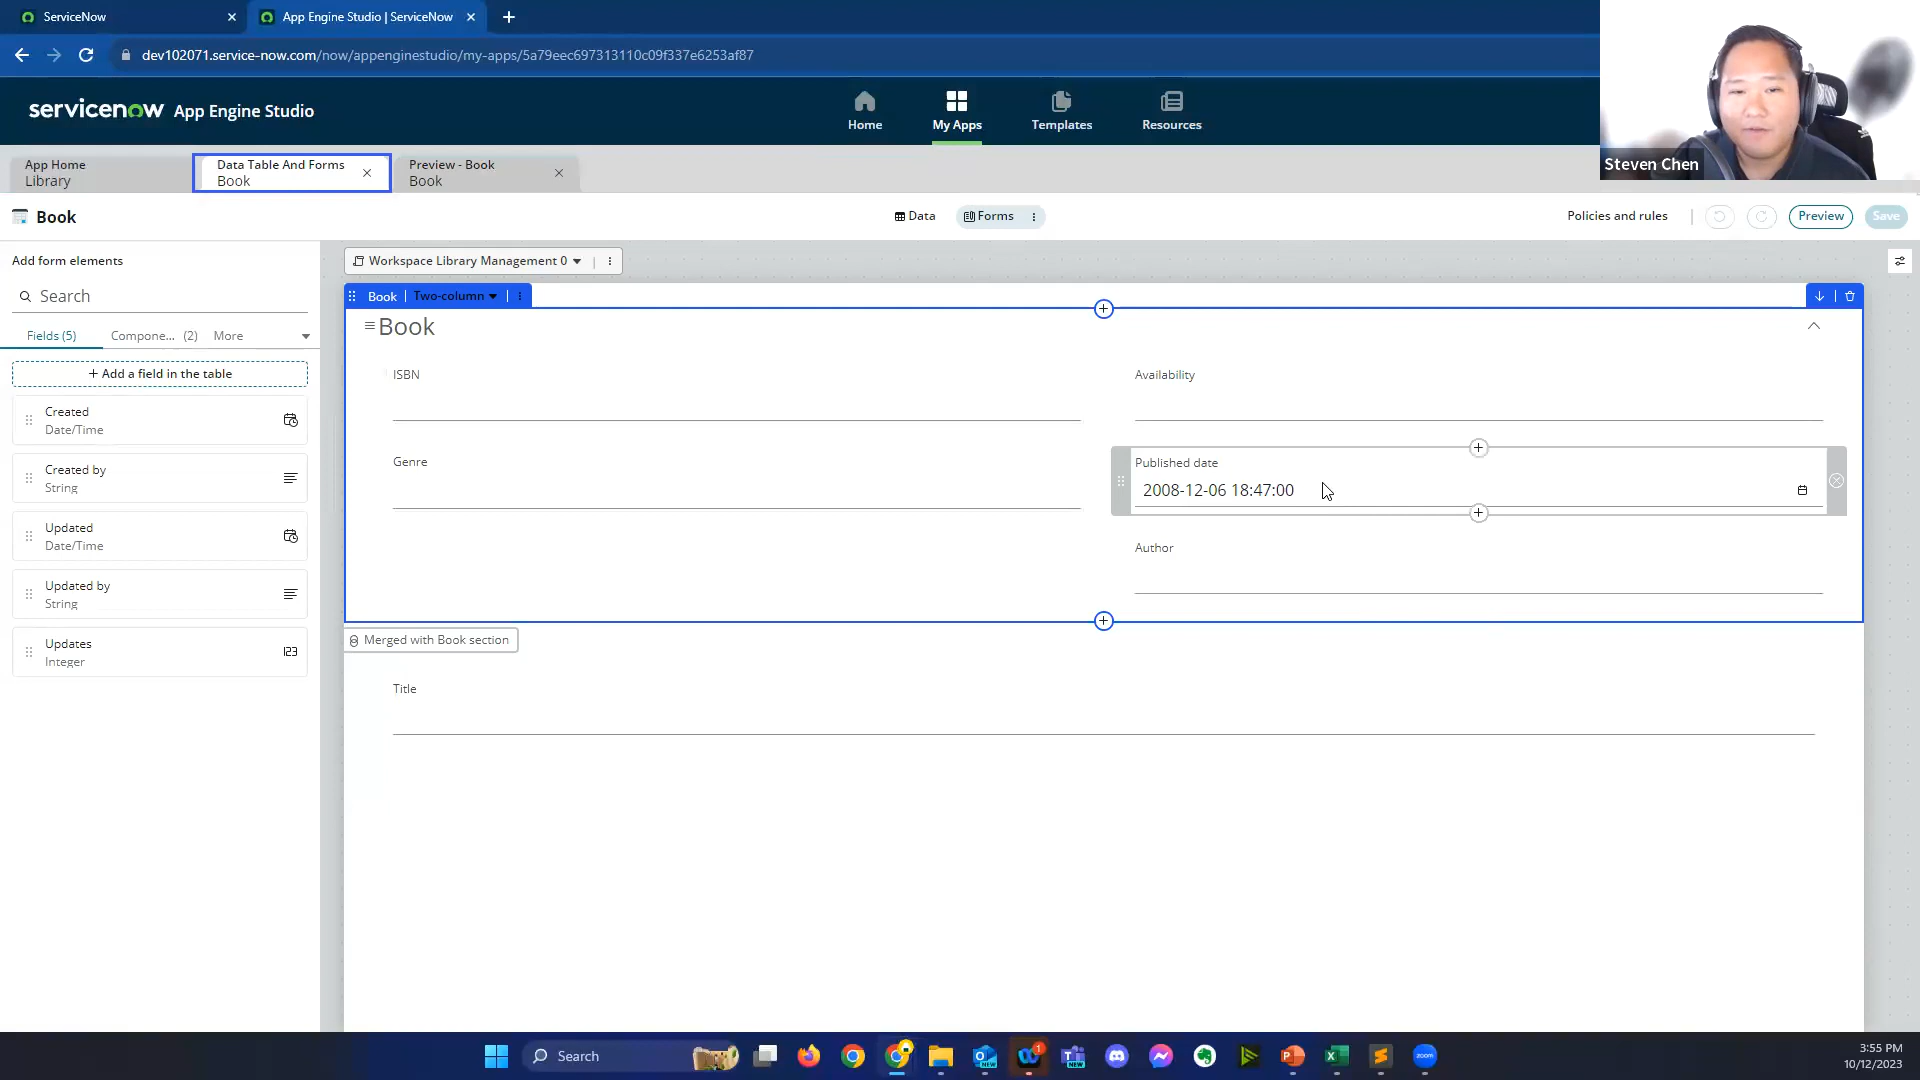 ServiceNow
App Engine Studio | ServiceNow
dev102071.service-now.com/now/appenginestudio/my-apps/5a79eec697313110c09f337e6253af87
servicenow App Engine Studio
Home
My Apps
Templates
Resources
Steven Chen
App Home
Library
Data Table And Forms
Book
Preview - Book
Book
Book
Data
Forms
Policies and rules
Preview
Save
Add form elements
Search
Fields (5)
Compone... (2)
More
+ Add a field in the table
Created
Date/Time
Created by
String
Updated
Date/Time
Updated by
String
Updates
Integer
123
Workspace Library Management 0
Book
Two-column
Book
ISBN
Availability
Genre
Published date
2008-12-06 18:47:00
Author
Merged with Book section
Title
Search
NEW
1
NEW
zoom
3:55 PM
10/12/2023